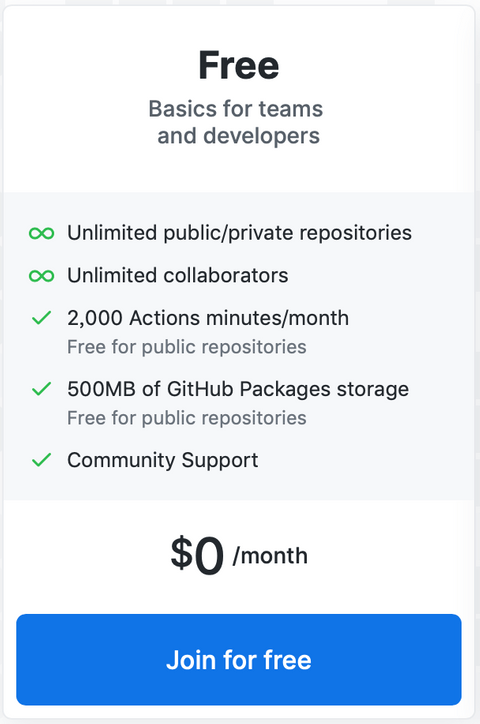 Free
Basics for teams
and developers
Unlimited public/private repositories
Unlimited collaborators
2,000 Actions minutes/month
Free for public repositories
500MB of GitHub Packages storage
Free for public repositories
Community Support
$0 /month
Join for free